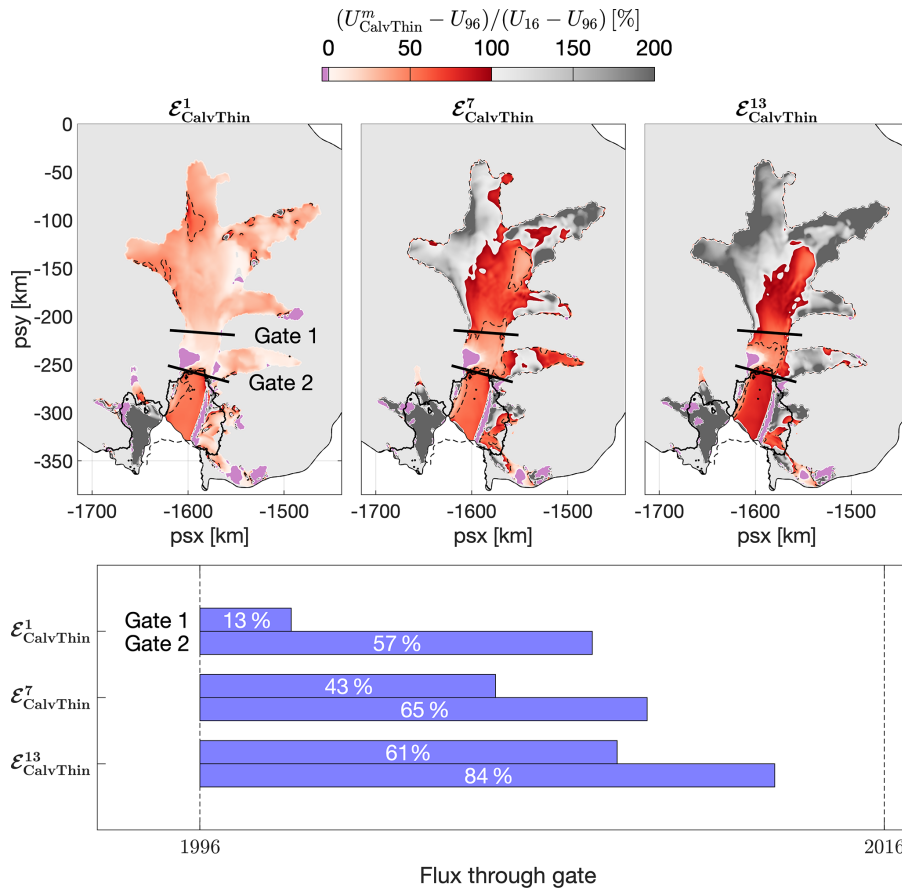 (U^m_CalvThin − U_96)/(U_16 − U_96) [%]
0 50 100 150 200
ℰ^1_CalvThin ℰ^7_CalvThin ℰ^13_CalvThin
0
-50
-100
-150
-200
-250
-300
-350
psy [km]
Gate 1
Gate 2
-1700 -1600 -1500 -1700 -1600 -1500 -1700 -1600 -1500
psx [km] psx [km] psx [km]
ℰ^1_CalvThin
Gate 1 13 %
Gate 2 57 %
ℰ^7_CalvThin
43 %
65 %
ℰ^13_CalvThin
61 %
84 %
1996 2016
Flux through gate